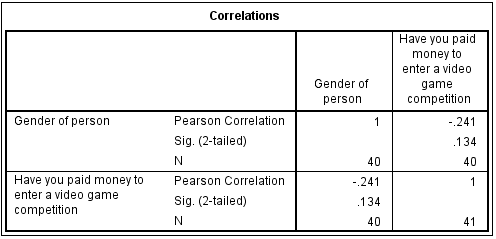 Correlations
Gender of person
Have you paid money to enter a video game competition
Gender of person Pearson Correlation 1 -.241
Sig. (2-tailed) .134
N 40 40
Have you paid money to enter a video game competition Pearson Correlation -.241 1
Sig. (2-tailed) .134
N 40 41